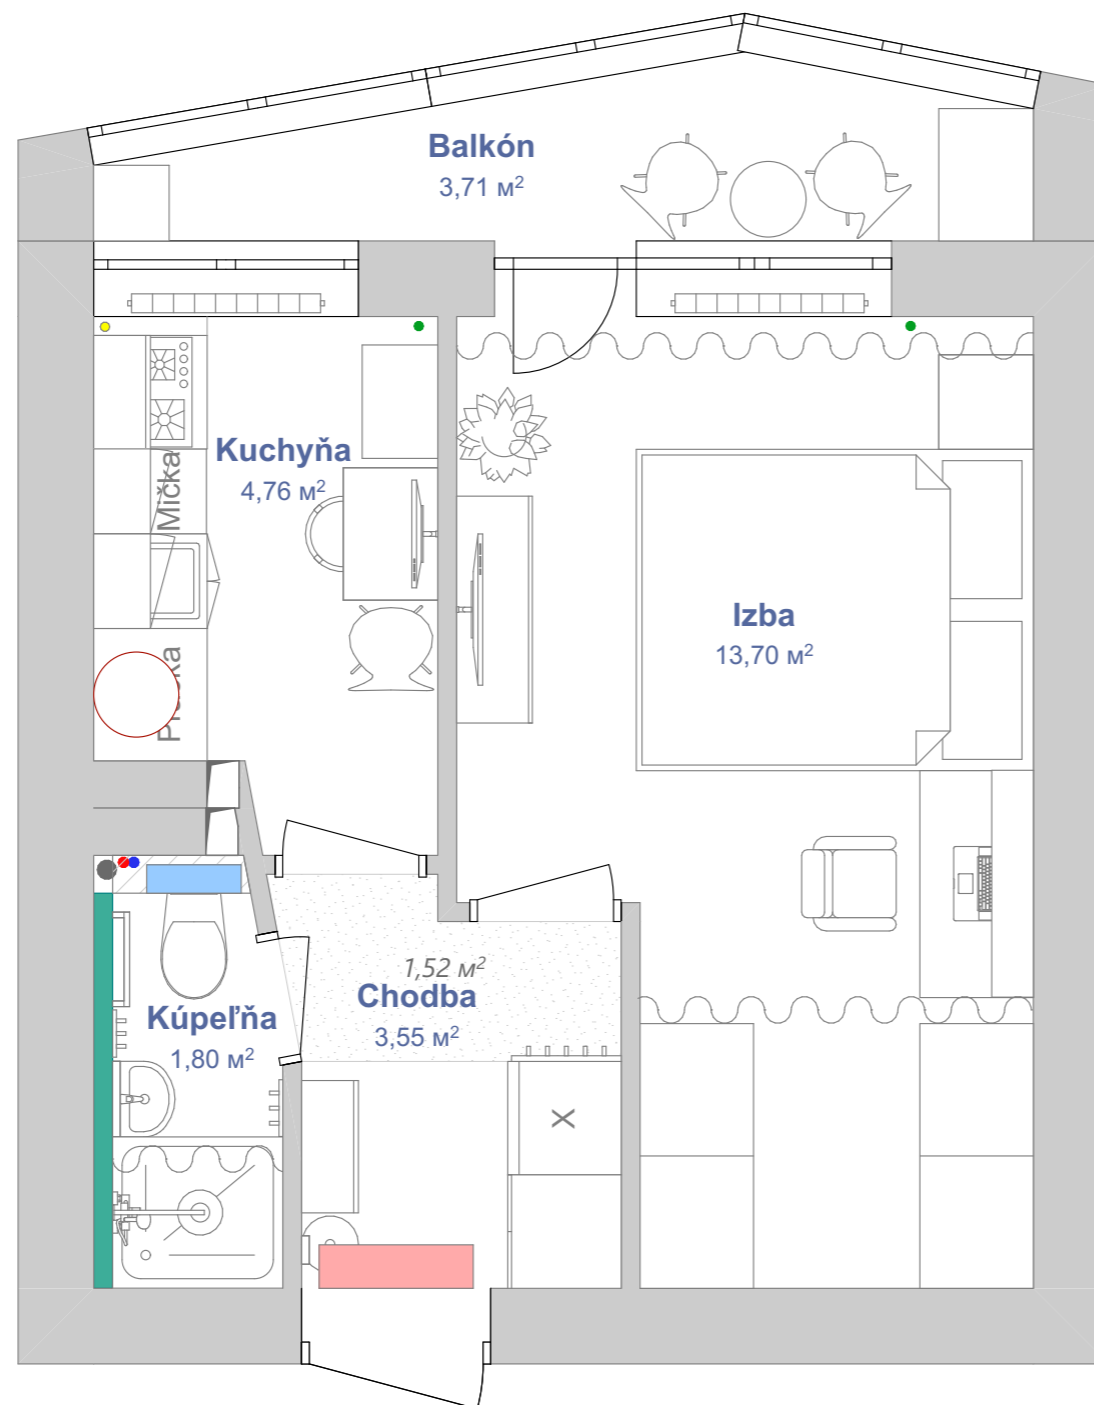 Balkón
3,71 м²
Kuchyňa
4,76 м²
Mička
Izba
13,70 м²
1,52 м²
Chodba
3,55 м²
Kúpeľňa
1,80 м²
X